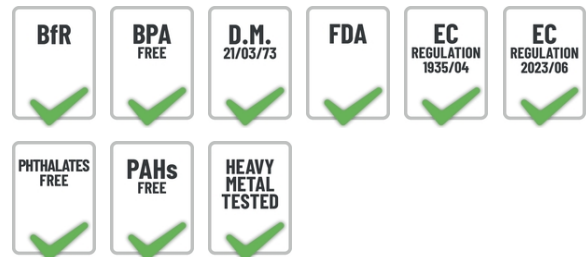 BfR
BPA
FREE
D.M.
21/03/73
FDA
EC
REGULATION
1935/04
EC
REGULATION
2023/06
PHTHALATES
FREE
PAHs
FREE
HEAVY
METAL
TESTED